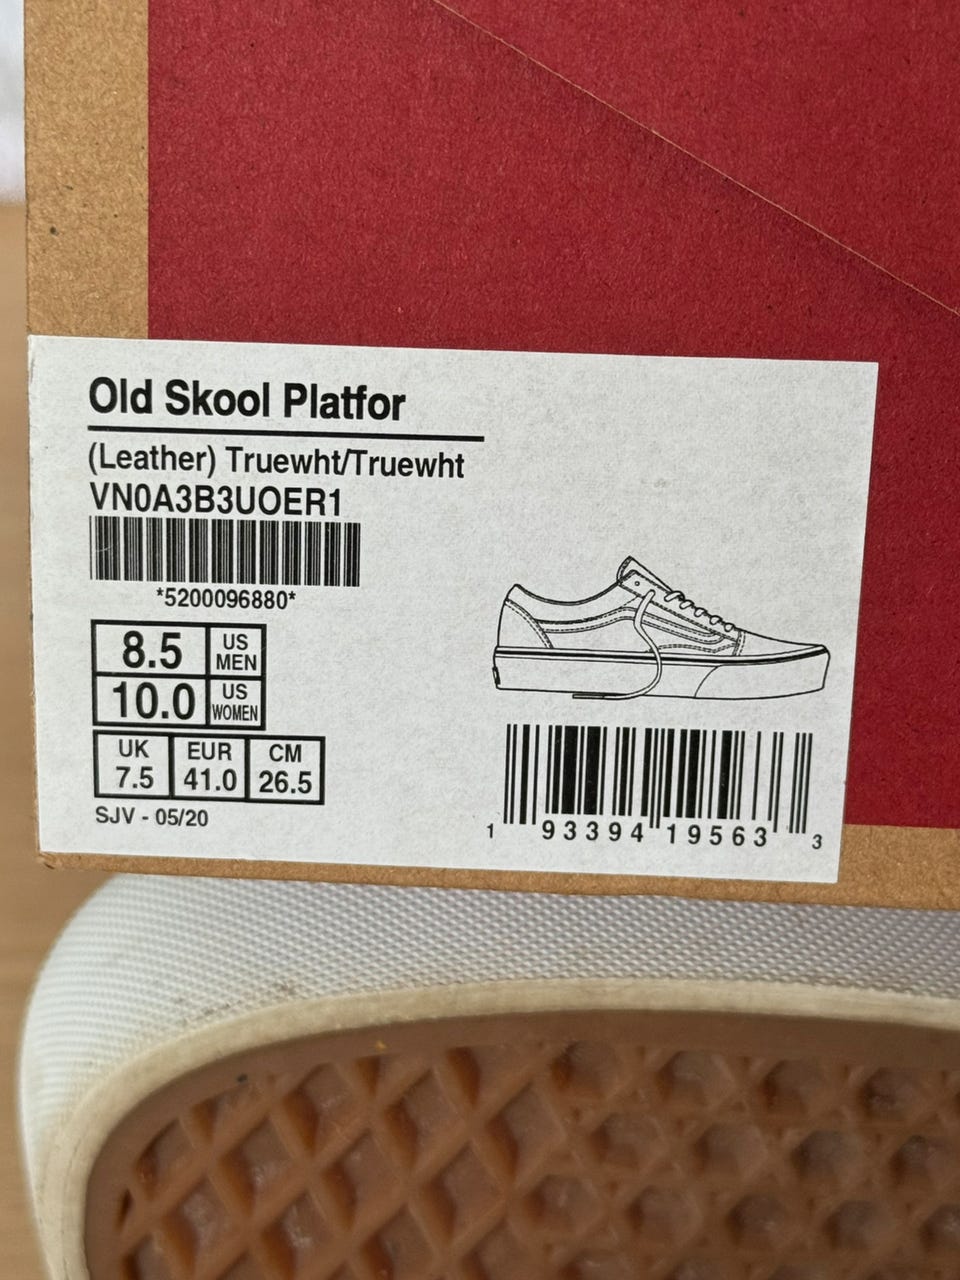 Old Skool Platfor
(Leather) Truewht/Truewht
VN0A3B3UOER1
*5200096880*
8.5 US MEN
10.0 US WOMEN
UK EUR CM
7.5 41.0 26.5
SJV - 05/20
1 93394 19563 3